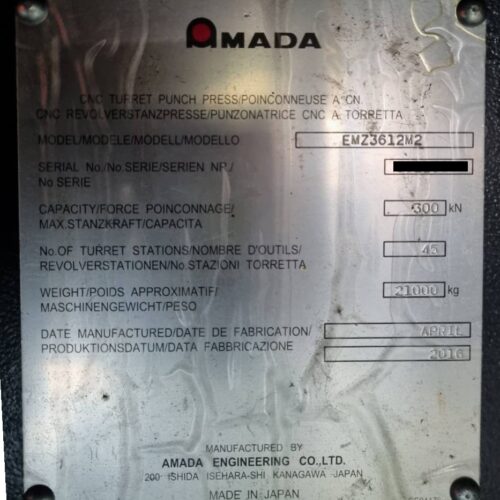 AMADA
CNC TURRET PUNCH PRESS/POINCONNEUSE A CN
CNC REVOLVERSTANZPRESSE/PUNZONATRICE CNC A TORRETTA
MODEL/MODELE/MODELL/MODELLO EMZ3612M2
SERIAL No./No.SERIE/SERIEN NR./
No SERIE
CAPACITY/FORCE POINCONNAGE/ 300 kN
MAX.STANZKRAFT/CAPACITA
No.OF TURRET STATIONS/NOMBRE D'OUTILS/ 45
REVOLVERSTATIONEN/No.STAZIONI TORRETTA
WEIGHT/POIDS APPROXIMATIF/ 21000 kg
MASCHINENGEWICHT/PESO
DATE MANUFACTURED/DATE DE FABRICATION/ APRIL
PRODUKTIONSDATUM/DATA FABBRICAZIONE 2016
MANUFACTURED BY
AMADA ENGINEERING CO.,LTD.
200 ISHIDA ISEHARA-SHI KANAGAWA JAPAN
MADE IN JAPAN